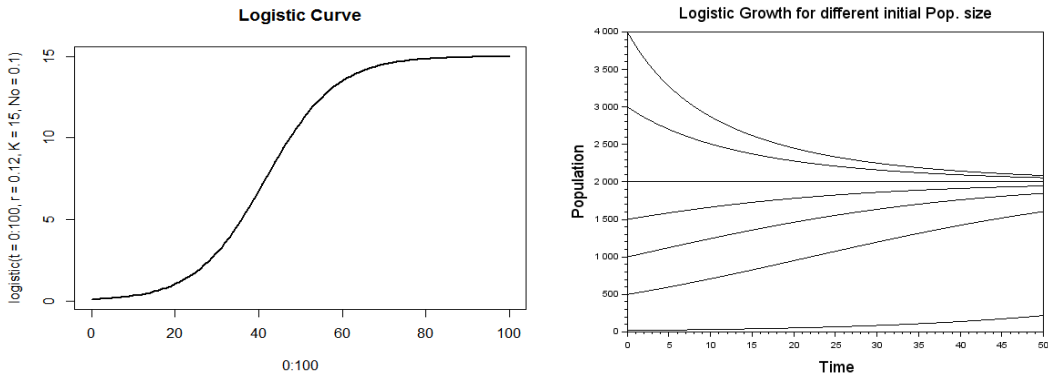 Logistic Curve
logistic(t = 0:100, r = 0.12, K = 15, No = 0.1)
15
10
5
0
0 20 40 60 80 100
0:100
Logistic Growth for different initial Pop. size
Population
4 000
3 500
3 000
2 500
2 000
1 500
1 000
500
0
0 5 10 15 20 25 30 35 40 45 50
Time